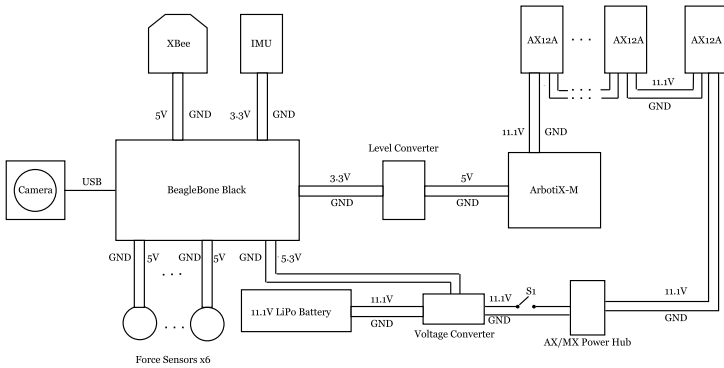 XBee
IMU
AX12A
. . .
AX12A
AX12A
5V
GND
3.3V
GND
11.1V
GND
. . .
. . .
11.1V
GND
Level Converter
Camera
USB
BeagleBone Black
3.3V
GND
5V
GND
ArbotiX-M
GND
5V
GND
5V
GND
5.3V
. . .
. . .
Force Sensors x6
11.1V LiPo Battery
11.1V
GND
Voltage Converter
11.1V
GND
S1
AX/MX Power Hub
11.1V
GND